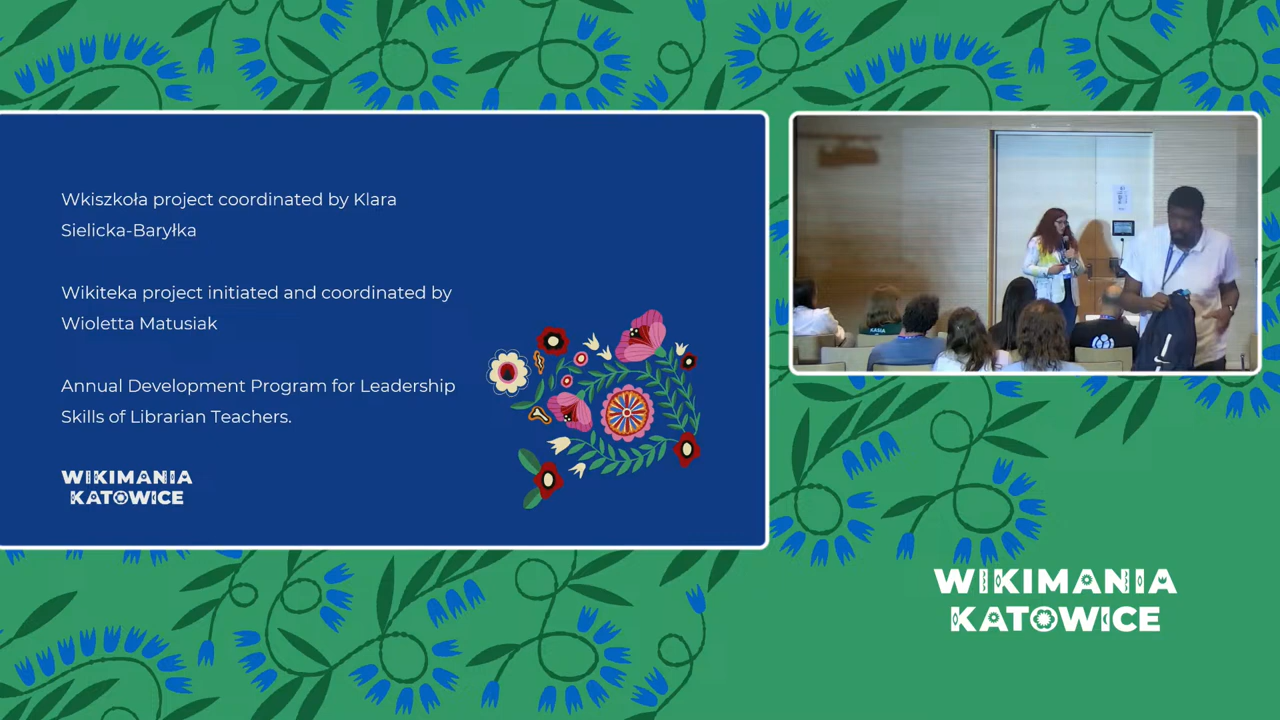 Wkiszkoła project coordinated by Klara
Sielicka-Baryłka
Wikiteka project initiated and coordinated by
Wioletta Matusiak
Annual Development Program for Leadership
Skills of Librarian Teachers.
WIKIMANIA
KATOWICE
KASIA
WIKIMANIA
KATOWICE